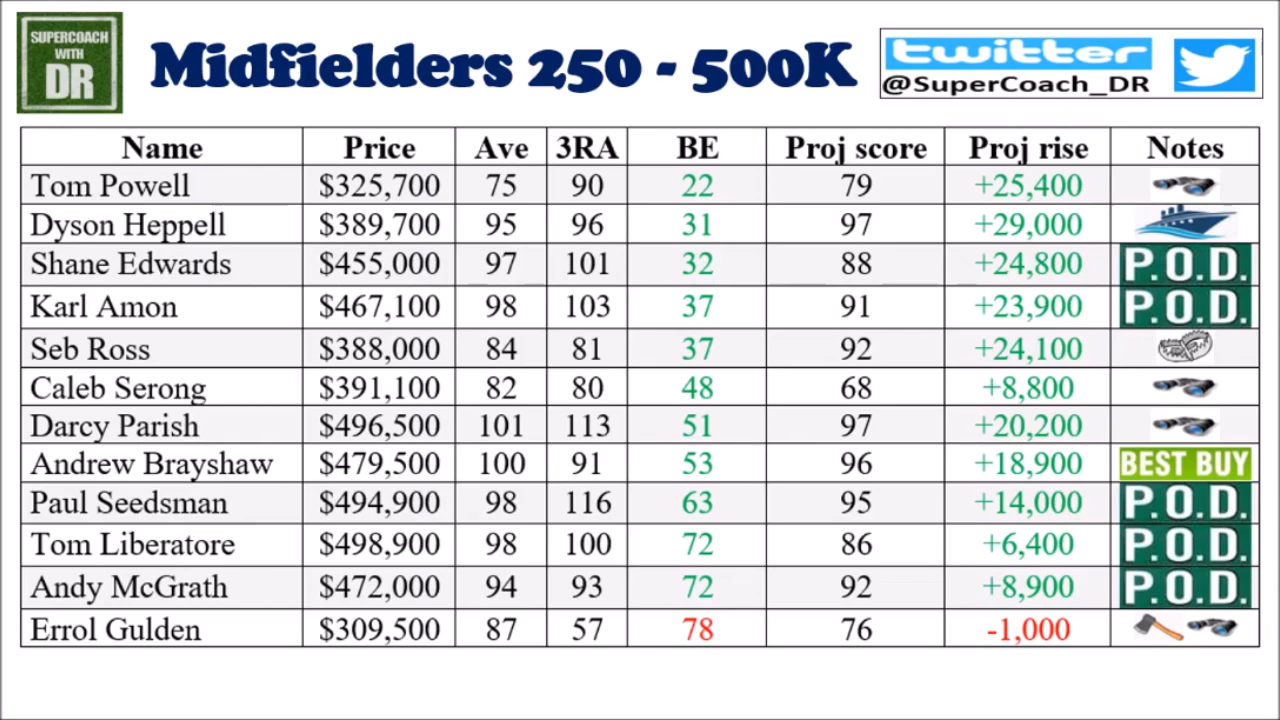 SUPERCOACH
WITH
DR
Midfielders 250 - 500K
twitter
@SuperCoach_DR
Name Price Ave 3RA BE Proj score Proj rise Notes
Tom Powell $325,700 75 90 22 79 +25,400
Dyson Heppell $389,700 95 96 31 97 +29,000
Shane Edwards $455,000 97 101 32 88 +24,800 P.O.D.
Karl Amon $467,100 98 103 37 91 +23,900 P.O.D.
Seb Ross $388,000 84 81 37 92 +24,100
Caleb Serong $391,100 82 80 48 68 +8,800
Darcy Parish $496,500 101 113 51 97 +20,200
Andrew Brayshaw $479,500 100 91 53 96 +18,900 BEST BUY
Paul Seedsman $494,900 98 116 63 95 +14,000 P.O.D.
Tom Liberatore $498,900 98 100 72 86 +6,400 P.O.D.
Andy McGrath $472,000 94 93 72 92 +8,900 P.O.D.
Errol Gulden $309,500 87 57 78 76 -1,000